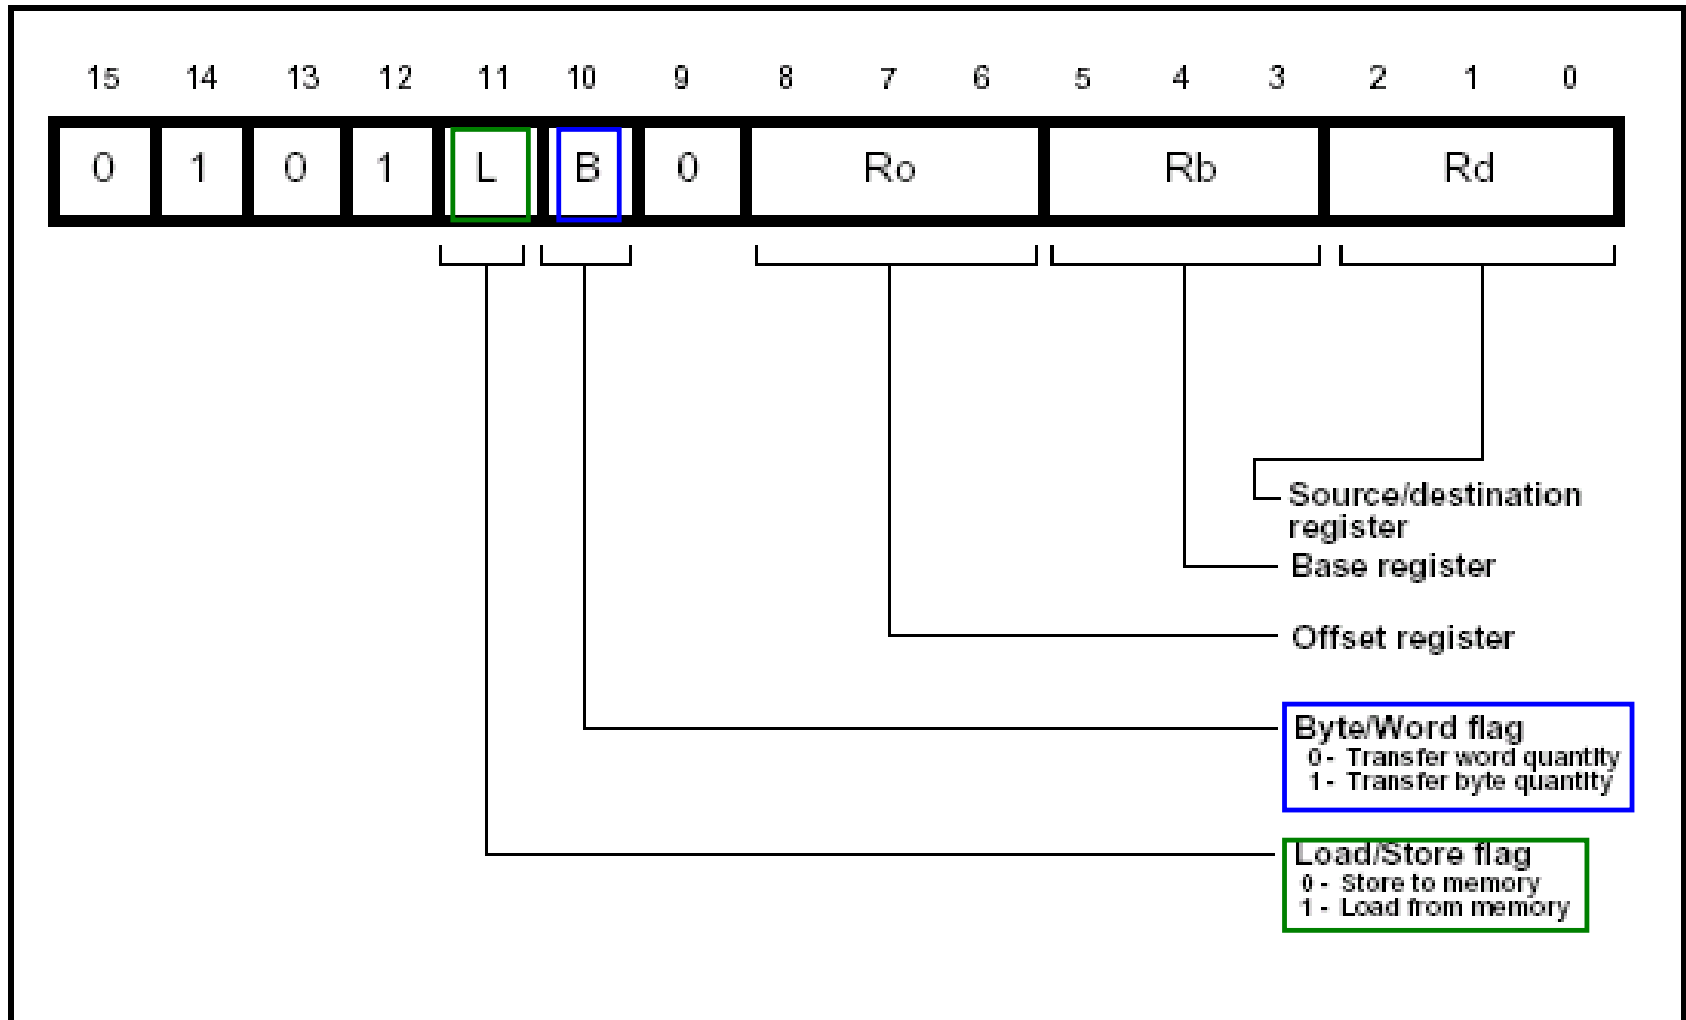 15 14 13 12 11 10 9 8 7 6 5 4 3 2 1 0
0 1 0 1 L B 0 Ro Rb Rd
Source/destination
register
Base register
Offset register
Byte/Word flag
0 - Transfer word quantity
1 - Transfer byte quantity
Load/Store flag
0 - Store to memory
1 - Load from memory